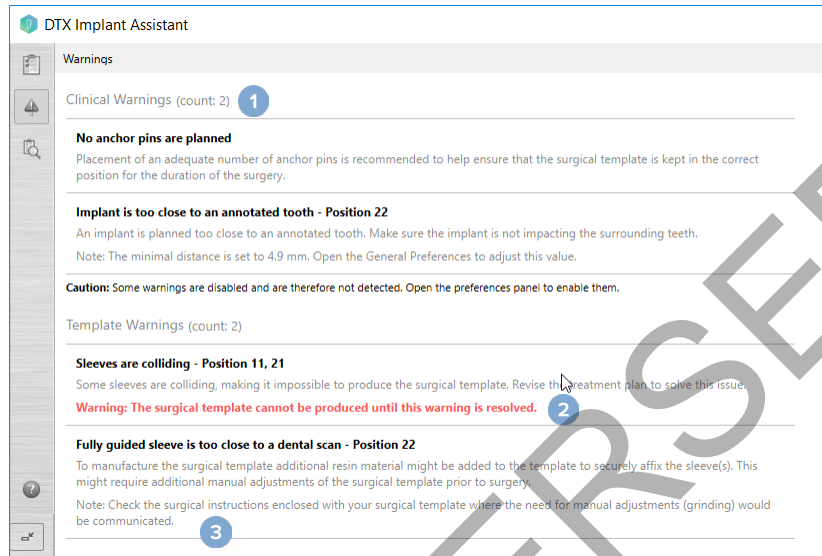 DTX Implant Assistant
Warnings
Clinical Warnings (count: 2) 1
No anchor pins are planned
Placement of an adequate number of anchor pins is recommended to help ensure that the surgical template is kept in the correct
position for the duration of the surgery.
Implant is too close to an annotated tooth - Position 22
An implant is planned too close to an annotated tooth. Make sure the implant is not impacting the surrounding teeth.
Note: The minimal distance is set to 4.9 mm. Open the General Preferences to adjust this value.
Caution: Some warnings are disabled and are therefore not detected. Open the preferences panel to enable them.
Template Warnings (count: 2)
Sleeves are colliding - Position 11, 21
Some sleeves are colliding, making it impossible to produce the surgical template. Revise the treatment plan to solve this issue.
Warning: The surgical template cannot be produced until this warning is resolved. 2
Fully guided sleeve is too close to a dental scan - Position 22
To manufacture the surgical template additional resin material might be added to the template to securely affix the sleeve(s). This
might require additional manual adjustments of the surgical template prior to surgery.
Note: Check the surgical instructions enclosed with your surgical template where the need for manual adjustments (grinding) would
be communicated.
3
?